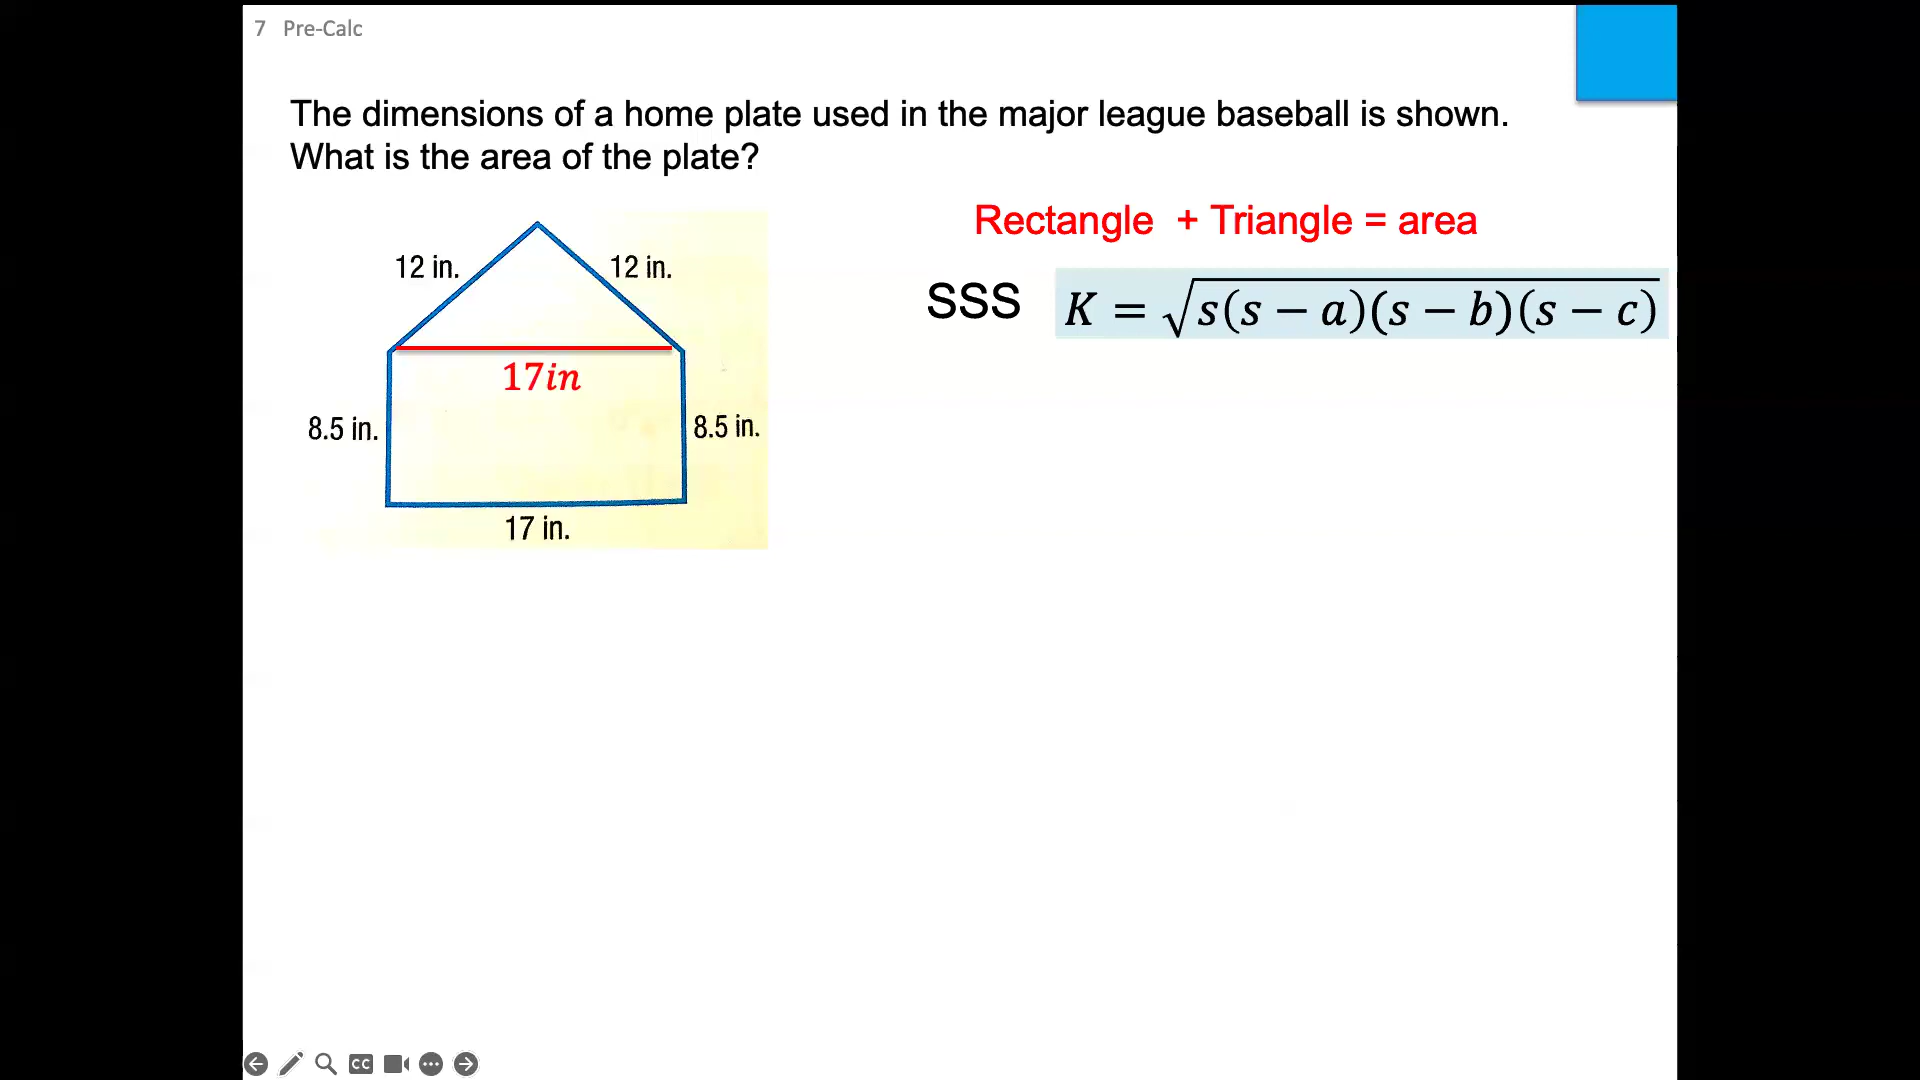 7 Pre-Calc
The dimensions of a home plate used in the major league baseball is shown.
What is the area of the plate?
Rectangle + Triangle = area
12 in.
12 in.
SSS K = √s(s − a)(s − b)(s − c)
17in
8.5 in.
8.5 in.
17 in.
CC